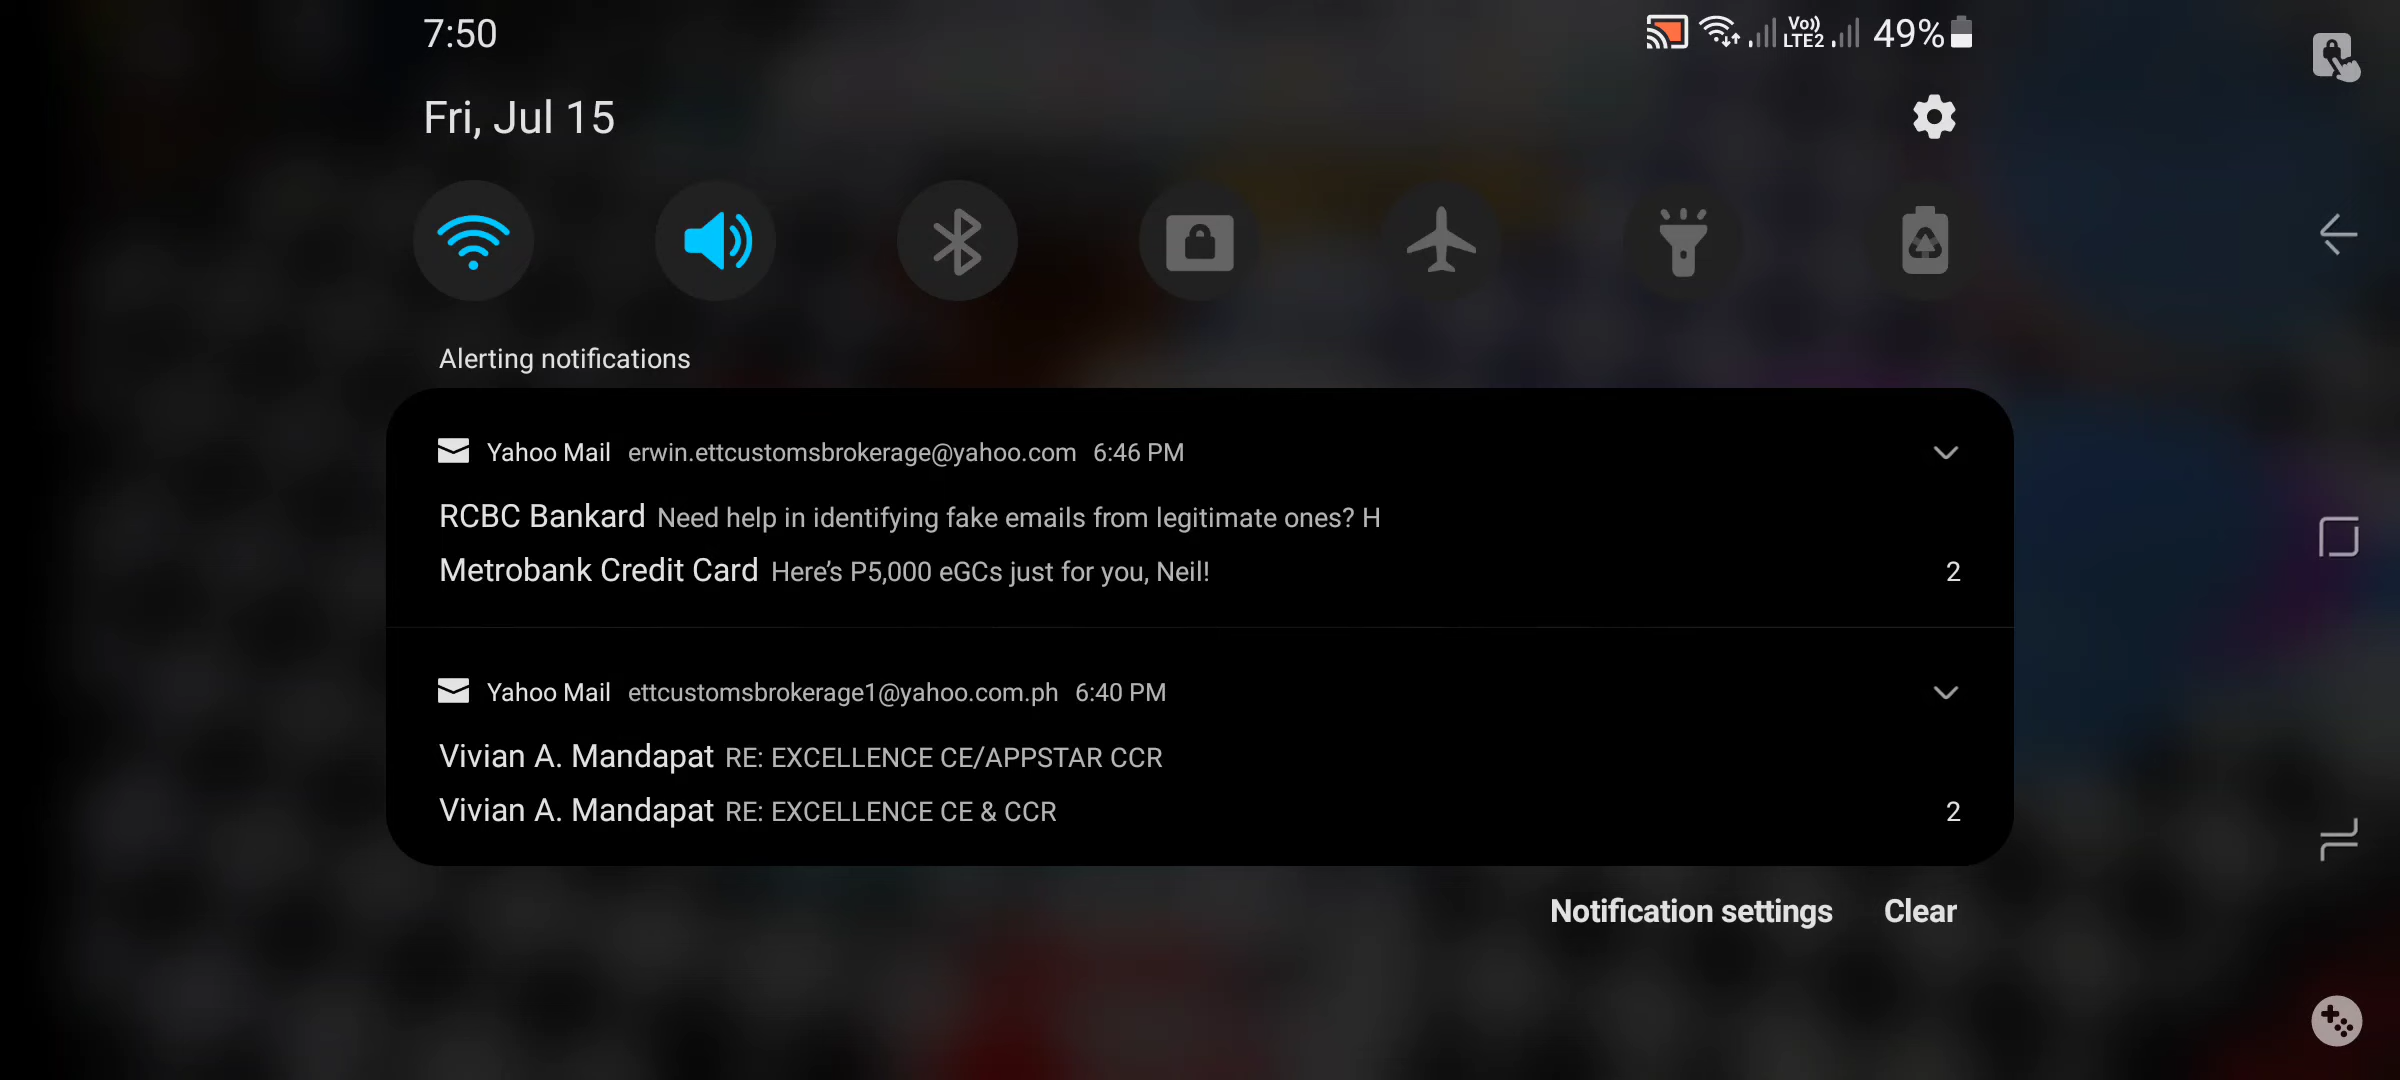 7:50
Vo)) LTE2 49%
Fri, Jul 15
Alerting notifications
Yahoo Mail erwin.ettcustomsbrokerage@yahoo.com 6:46 PM
RCBC Bankard Need help in identifying fake emails from legitimate ones? H
Metrobank Credit Card Here's P5,000 eGCs just for you, Neil! 2
Yahoo Mail ettcustomsbrokerage1@yahoo.com.ph 6:40 PM
Vivian A. Mandapat RE: EXCELLENCE CE/APPSTAR CCR
Vivian A. Mandapat RE: EXCELLENCE CE & CCR 2
Notification settings Clear